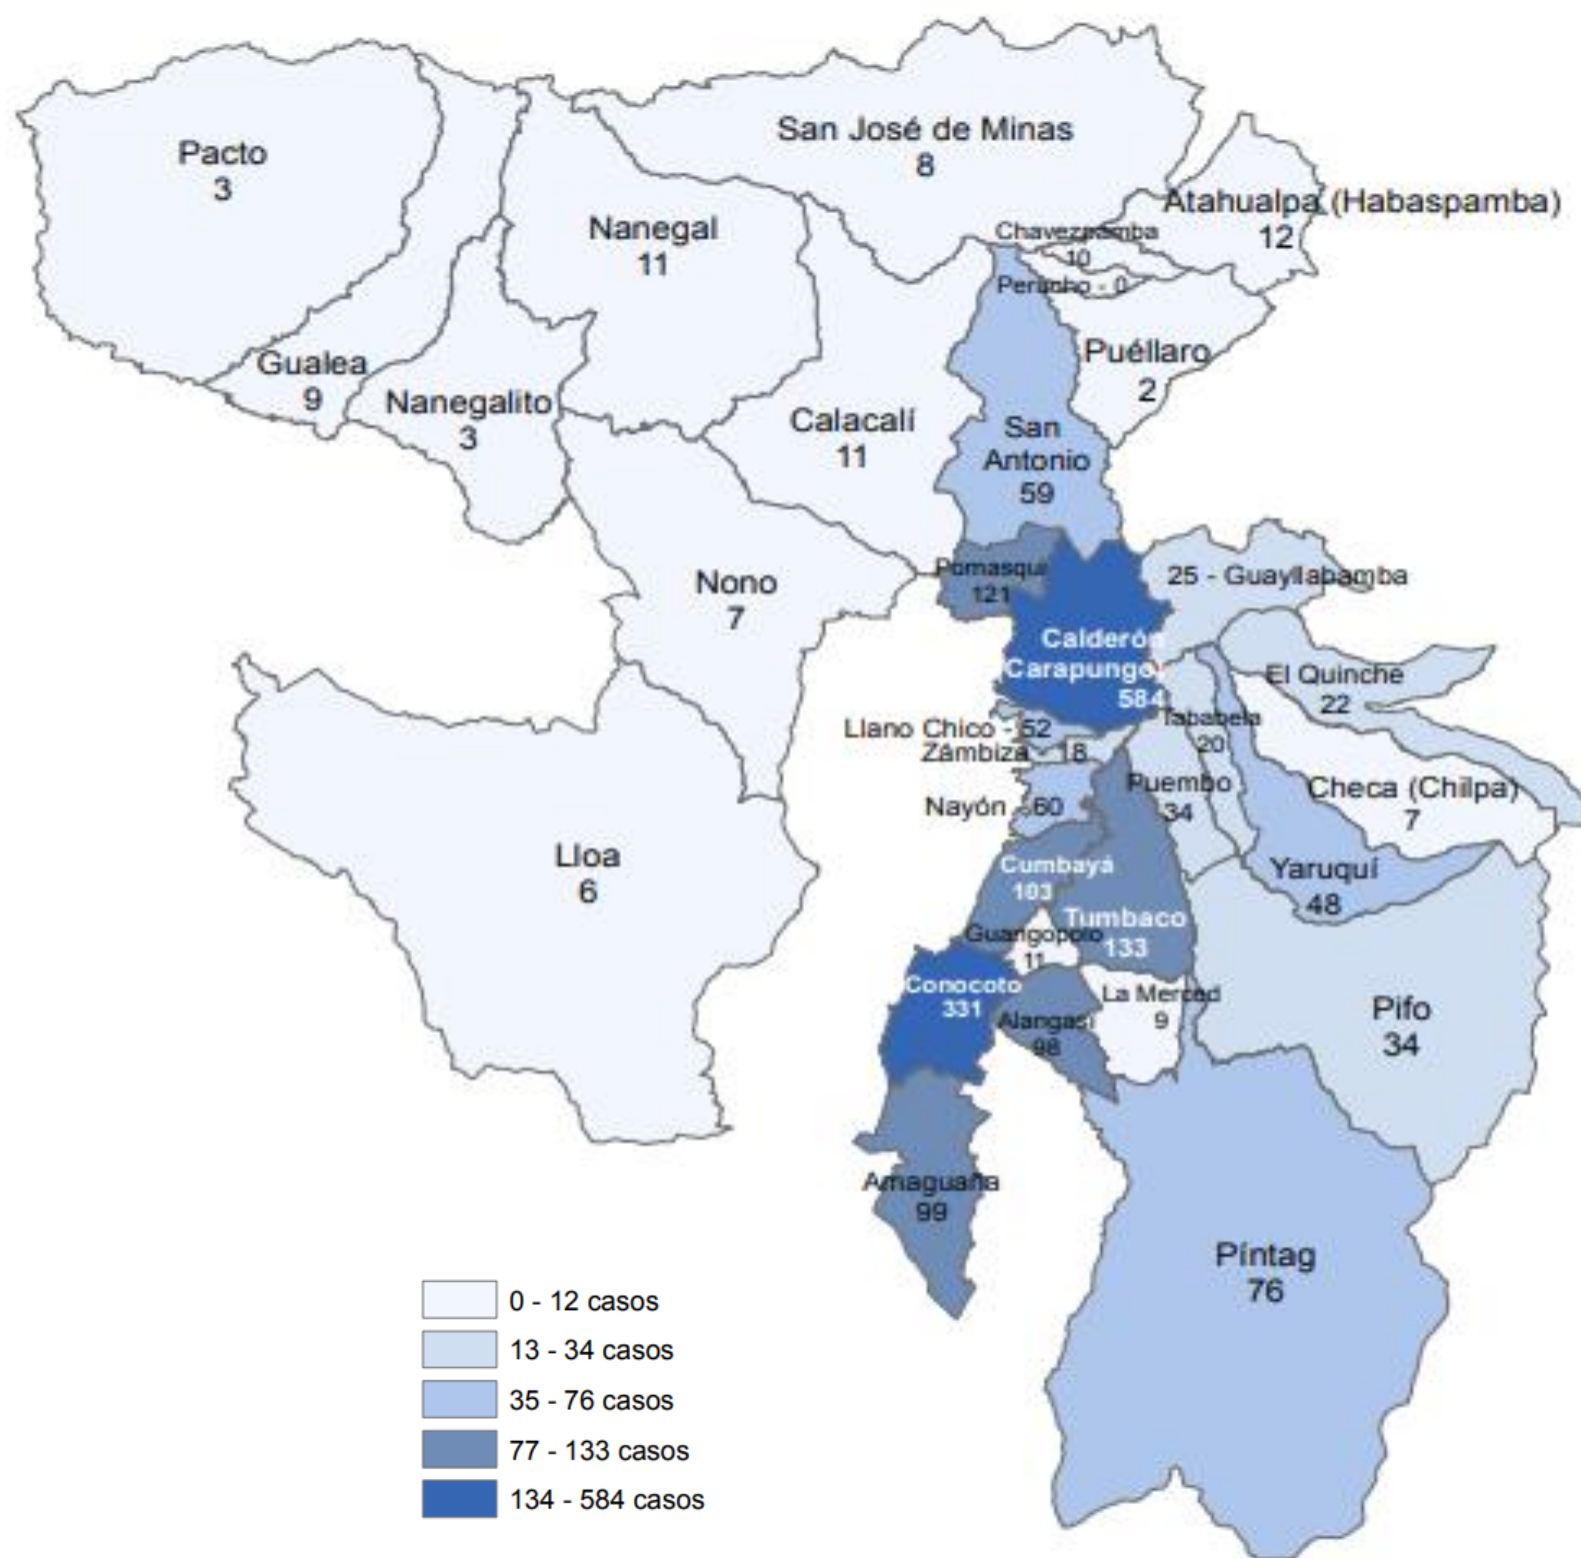 Pacto
3
San José de Minas
8
Atahualpa (Habaspamba)
12
Nanegal
11
Chavezpamba
10
Perucho - 0
Puéllaro
2
Gualea
9
Nanegalito
3
Calacalí
11
San
Antonio
59
Pomasqui
121
25 - Guayllabamba
Nono
7
Calderón
Carapungo
584
El Quinche
22
Tababela
20
Llano Chico - 52
Zámbiza 18
Puembo
34
Checa (Chilpa)
7
Nayón - 60
Lloa
6
Cumbayá
103
Yaruquí
48
Tumbaco
133
Guangopolo
11
Conocoto
331
La Merced
9
Alangasí
98
Pifo
34
Amaguaña
99
Píntag
76
0 - 12 casos
13 - 34 casos
35 - 76 casos
77 - 133 casos
134 - 584 casos